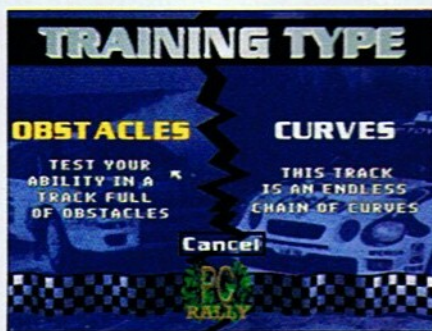 TRAINING TYPE
OBSTACLES
TEST YOUR
ABILITY IN A
TRACK FULL
OF OBSTACLES
CURVES
THIS TRACK
IS AN ENDLESS
CHAIN OF CURVES
Cancel
PG
RALLY